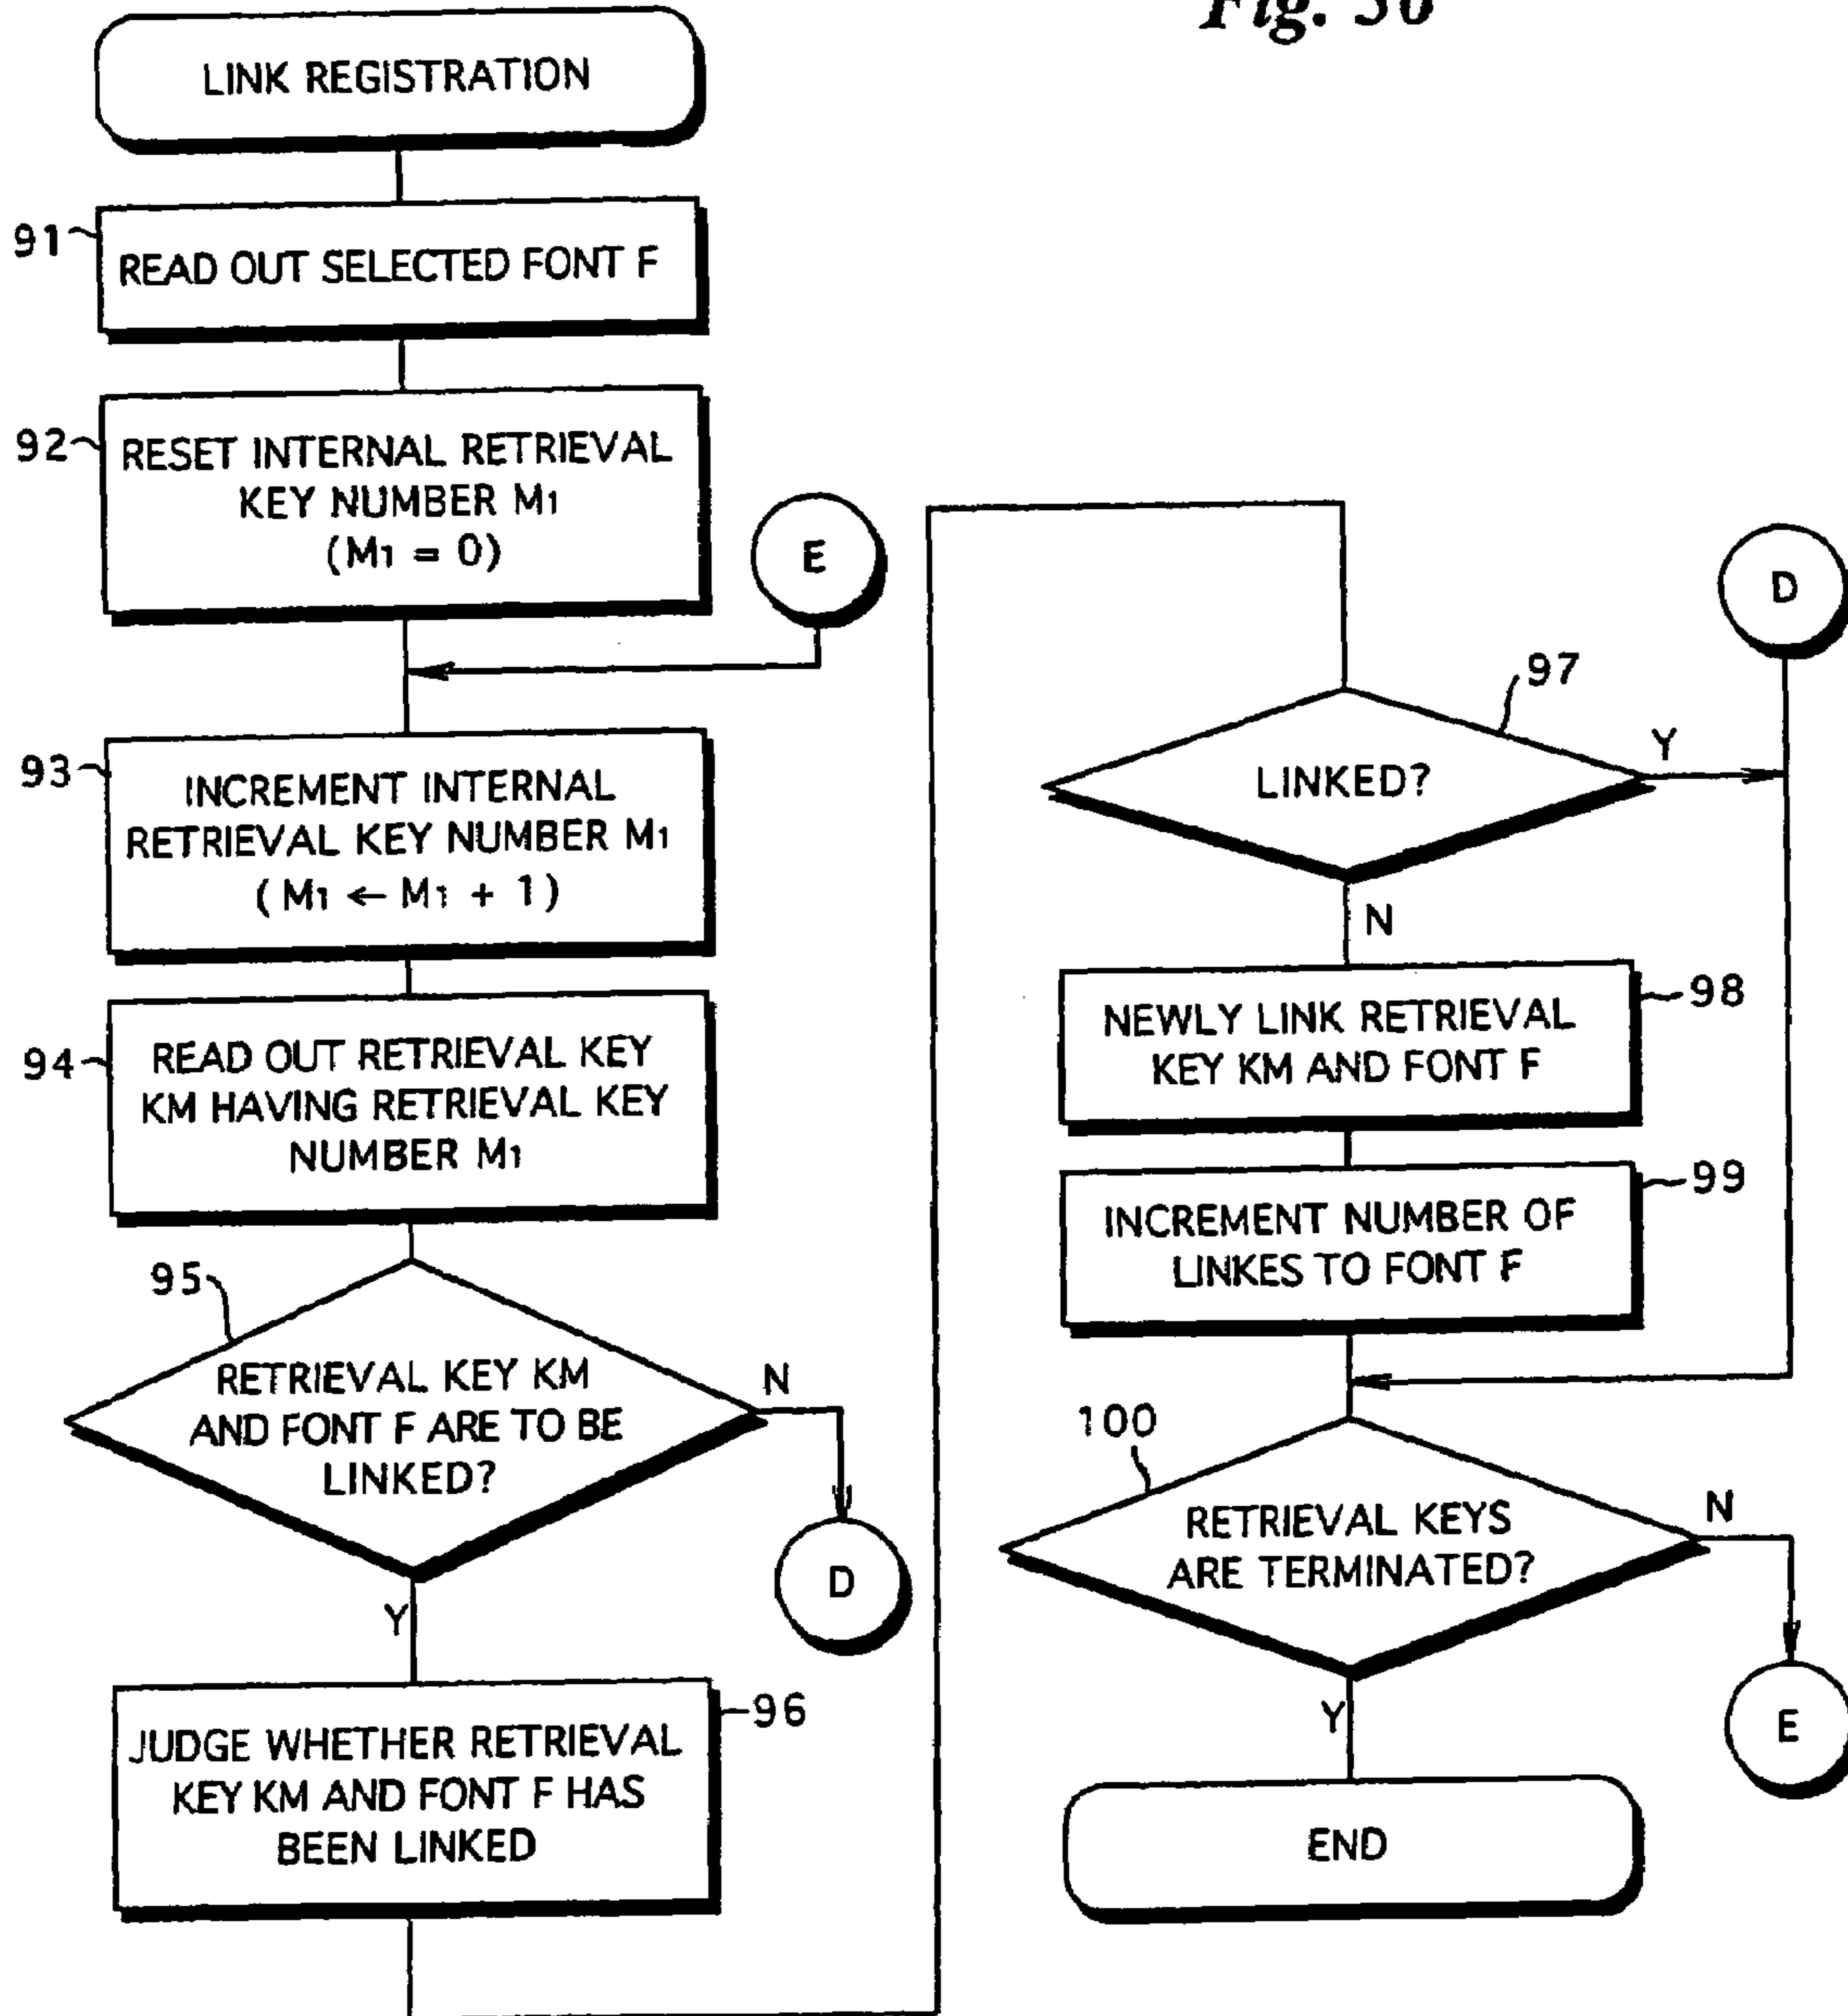 Fig. 30
LINK REGISTRATION
91
READ OUT SELECTED FONT F
92
RESET INTERNAL RETRIEVAL
KEY NUMBER M1
(M1 = 0)
E
93
INCREMENT INTERNAL
RETRIEVAL KEY NUMBER M1
( M1 ← M1 + 1 )
94
READ OUT RETRIEVAL KEY
KM HAVING RETRIEVAL KEY
NUMBER M1
95
RETRIEVAL KEY KM
AND FONT F ARE TO BE
LINKED?
N
D
Y
96
JUDGE WHETHER RETRIEVAL
KEY KM AND FONT F HAS
BEEN LINKED
D
97
LINKED?
Y
N
98
NEWLY LINK RETRIEVAL
KEY KM AND FONT F
99
INCREMENT NUMBER OF
LINKES TO FONT F
100
RETRIEVAL KEYS
ARE TERMINATED?
N
E
Y
END